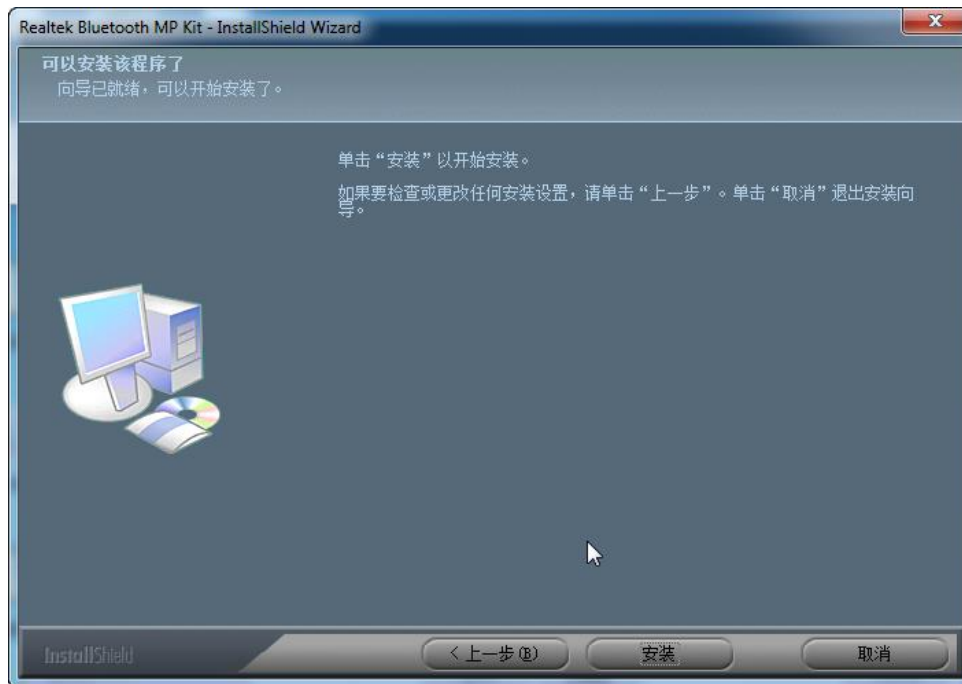 Realtek Bluetooth MP Kit - InstallShield Wizard
可以安装该程序了
向导已就绪，可以开始安装了。
单击“安装”以开始安装。
如果要检查或更改任何安装设置，请单击“上一步”。单击“取消”退出安装向
导。
InstallShield
< 上一步(B)
安装
取消